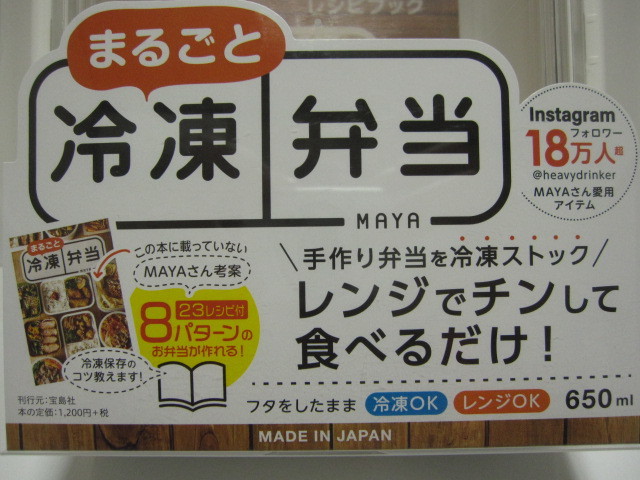 レシピブック
まるごと
冷凍弁当
MAYA
Instagram
フォロワー
18万人超
@heavydrinker
MAYAさん愛用
アイテム
まるごと
冷凍弁当
MAYA
この本に載っていない
MAYAさん考案
23レシピ付
8パターンの
お弁当が作れる!
冷凍保存の
コツ教えます!
刊行元:宝島社
本の定価:1,200円+税
手作り弁当を冷凍ストック
レンジでチンして
食べるだけ!
フタをしたまま 冷凍OK レンジOK 650ml
MADE IN JAPAN